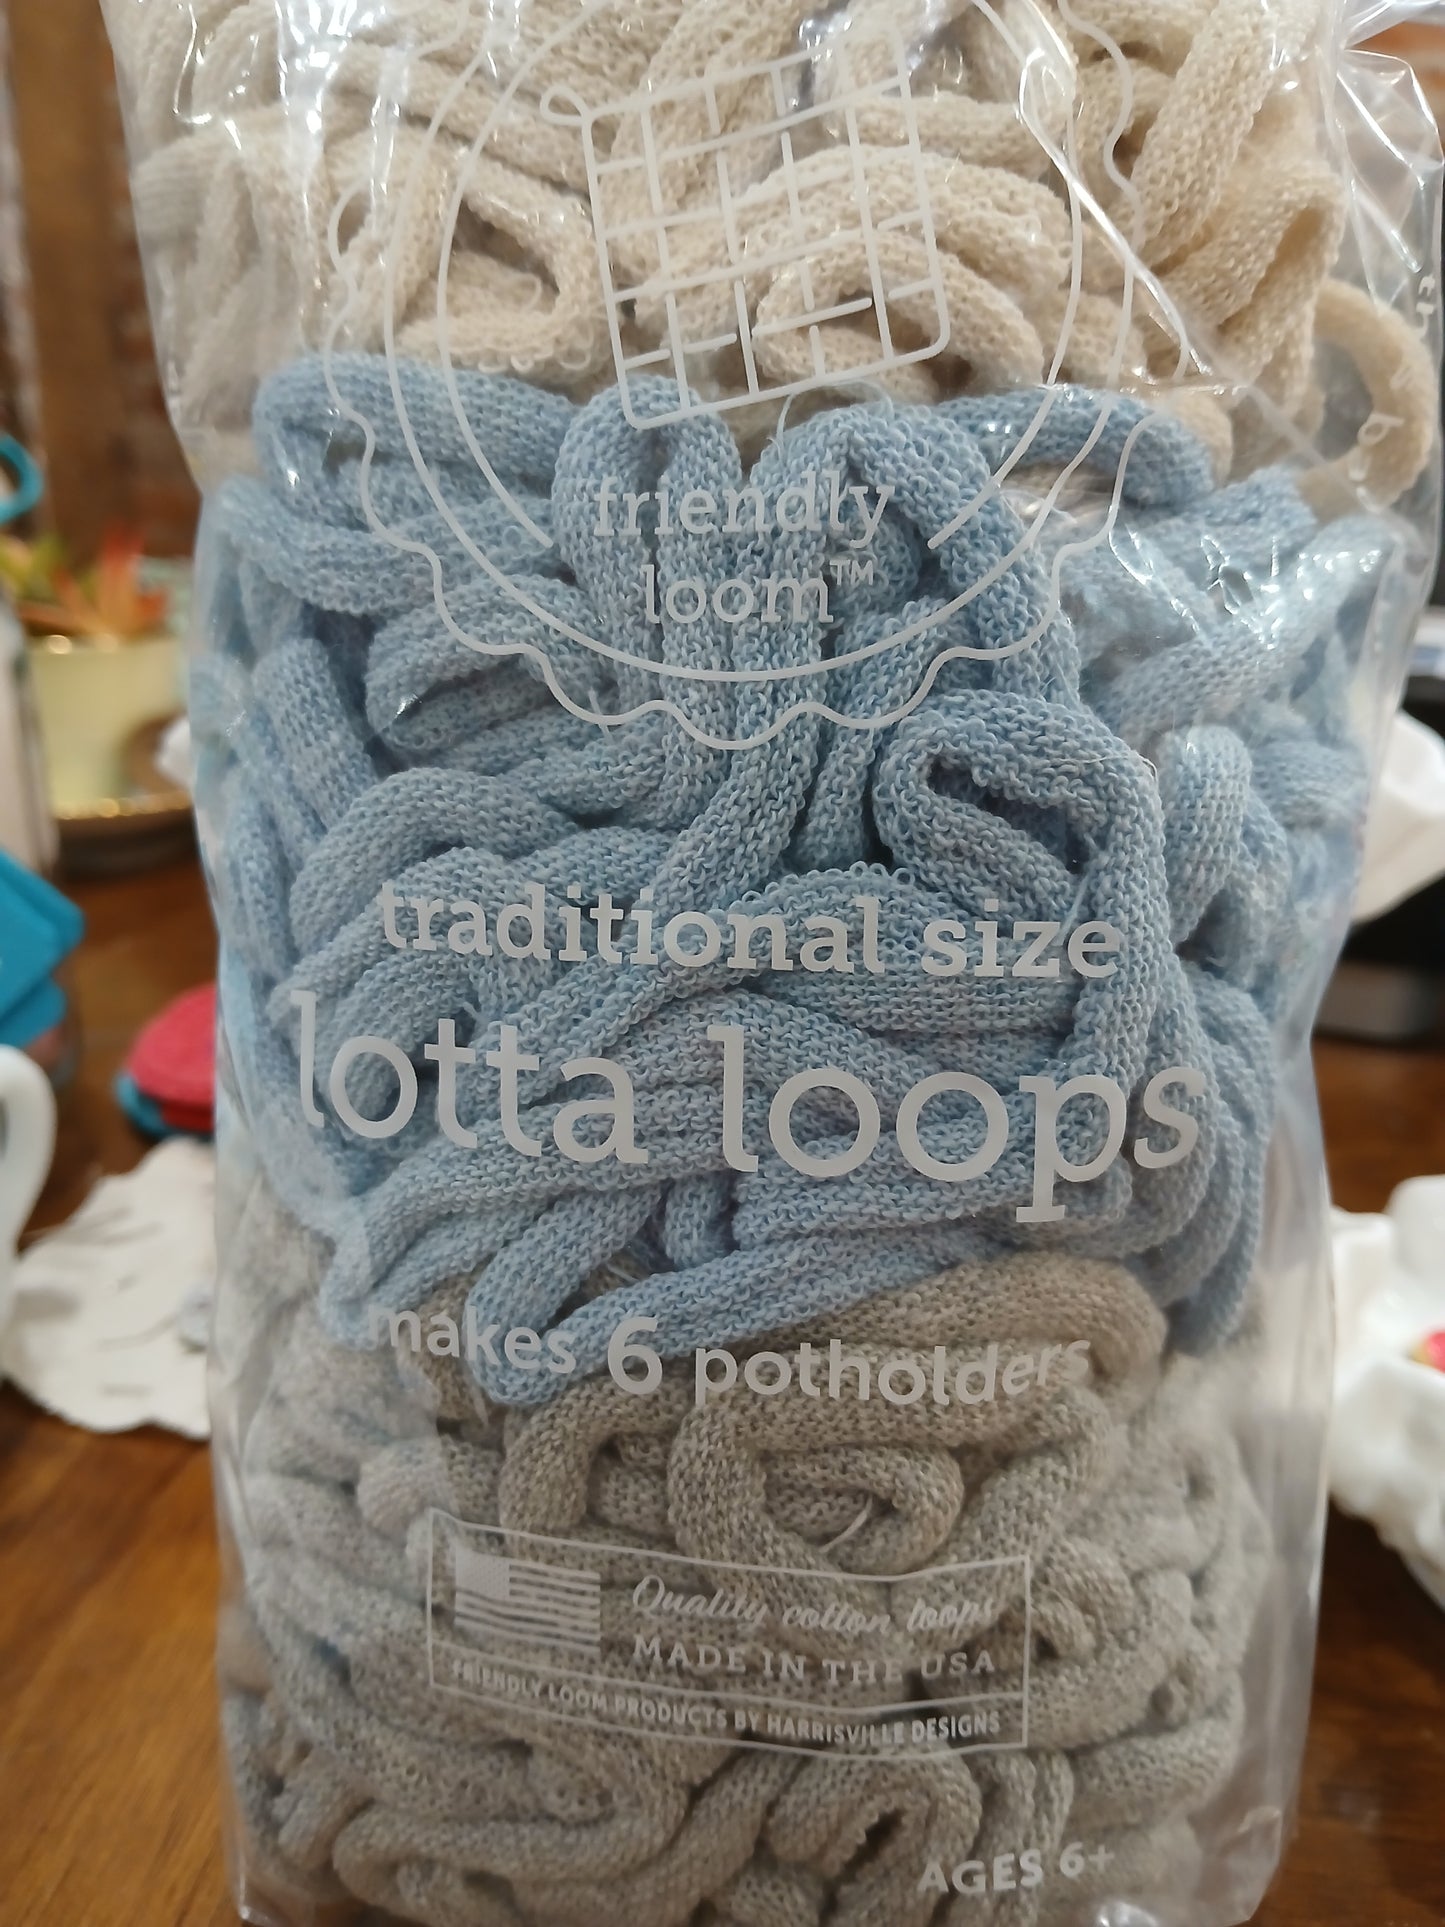 friendly
loom™
traditional size
lotta loops
makes 6 potholders
Quality cotton loops
MADE IN THE USA
FRIENDLY LOOM PRODUCTS BY HARRISVILLE DESIGNS
AGES 6+